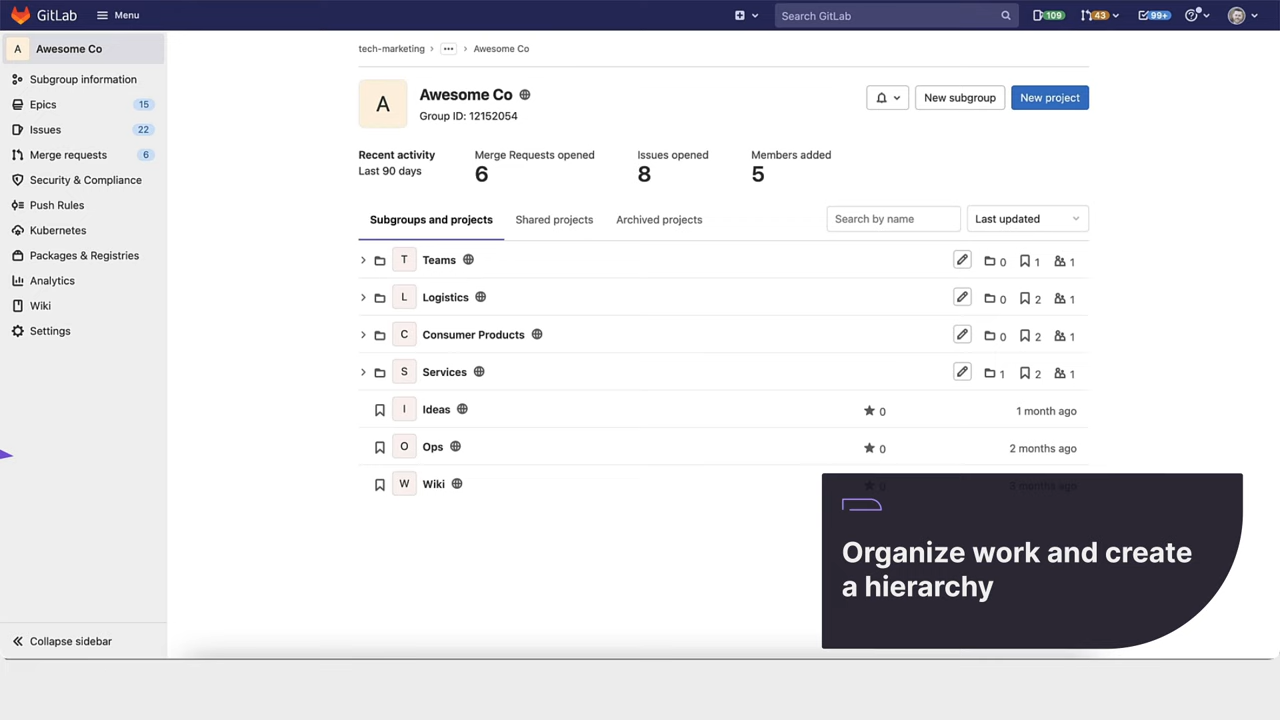 GitLab Menu Search GitLab 109 43 99+
A Awesome Co
Subgroup information
Epics 15
Issues 22
Merge requests 6
Security & Compliance
Push Rules
Kubernetes
Packages & Registries
Analytics
Wiki
Settings
Collapse sidebar
tech-marketing › ••• › Awesome Co
A
Awesome Co
Group ID: 12152054
New subgroup
New project
Recent activity
Last 90 days
Merge Requests opened
6
Issues opened
8
Members added
5
Subgroups and projects Shared projects Archived projects Search by name Last updated
T Teams 0 1 1
L Logistics 0 2 1
C Consumer Products 0 2 1
S Services 1 2 1
I Ideas 0 1 month ago
O Ops 0 2 months ago
W Wiki 0 months ago
Organize work and create
a hierarchy